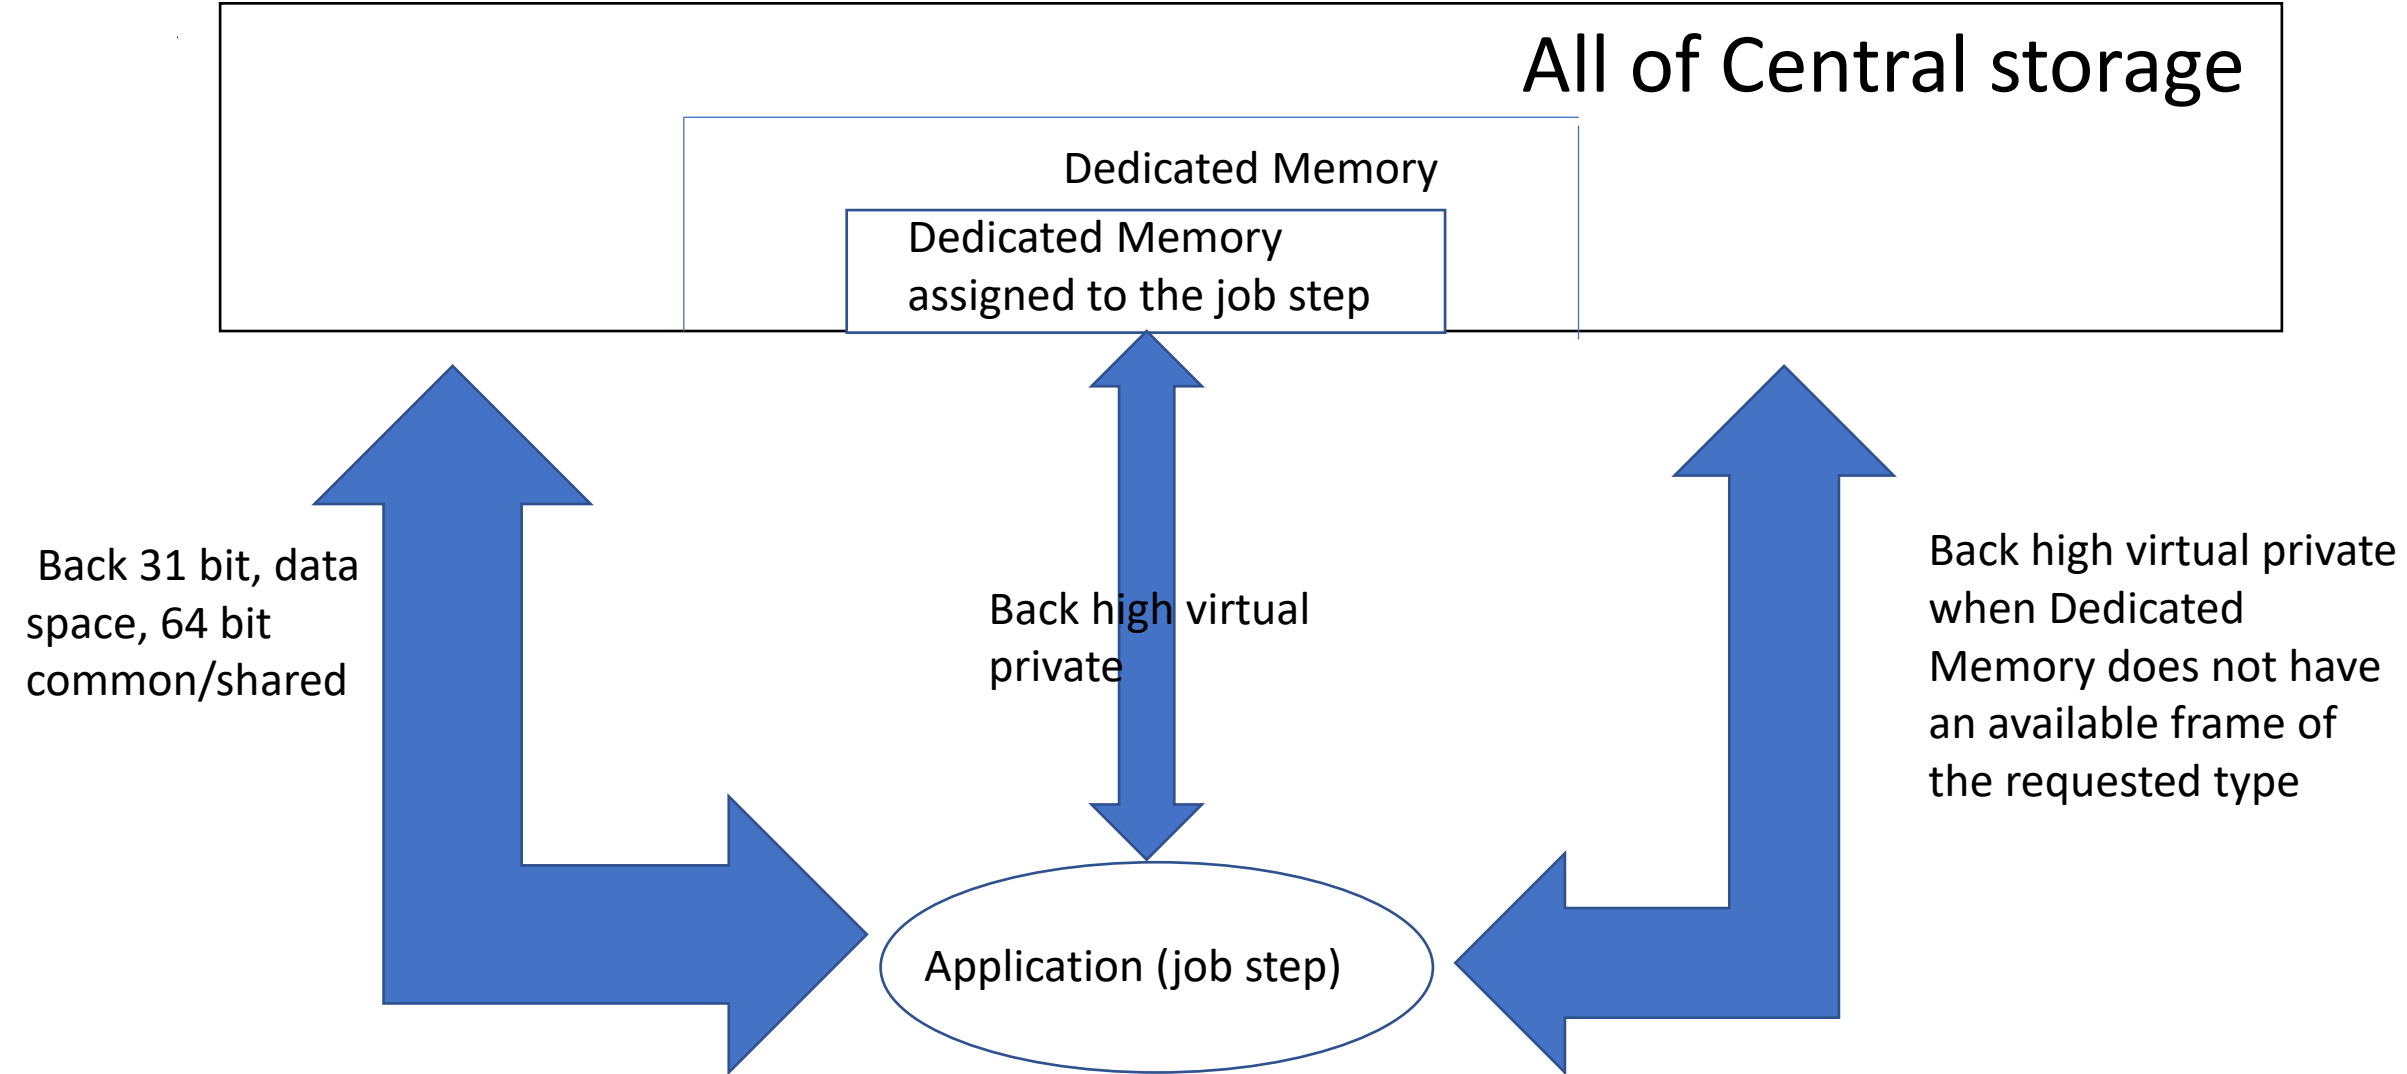 All of Central storage
Dedicated Memory
Dedicated Memory
assigned to the job step
Back 31 bit, data
space, 64 bit
common/shared
Back high virtual
private
Back high virtual private
when Dedicated
Memory does not have
an available frame of
the requested type
Application (job step)